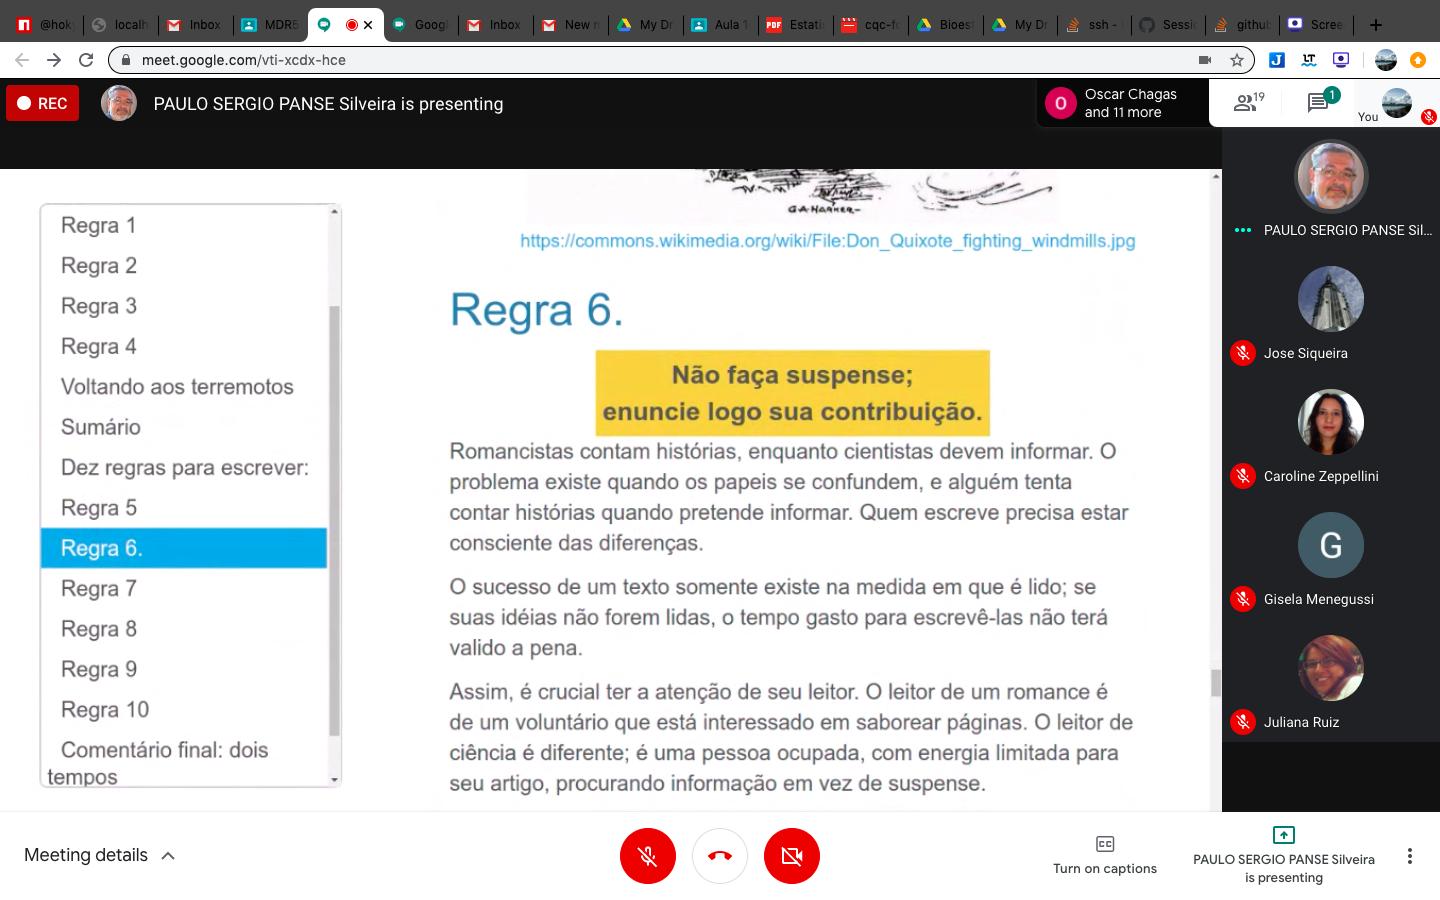 @hok
localh
Inbox
MDR5
Googl
Inbox
New m
My Dr
Aula 1
Estati
cqc-fo
Bioest
My Dr
ssh -
Sessio
github
Scree
meet.google.com/vti-xcdx-hce
REC
PAULO SERGIO PANSE Silveira is presenting
O
Oscar Chagas
and 11 more
19
1
You
Regra 1
Regra 2
Regra 3
Regra 4
Voltando aos terremotos
Sumário
Dez regras para escrever:
Regra 5
Regra 6.
Regra 7
Regra 8
Regra 9
Regra 10
Comentário final: dois
tempos
G.A.HARKER-
https://commons.wikimedia.org/wiki/File:Don_Quixote_fighting_windmills.jpg
Regra 6.
Não faça suspense;
enuncie logo sua contribuição.
Romancistas contam histórias, enquanto cientistas devem informar. O
problema existe quando os papeis se confundem, e alguém tenta
contar histórias quando pretende informar. Quem escreve precisa estar
consciente das diferenças.
O sucesso de um texto somente existe na medida em que é lido; se
suas idéias não forem lidas, o tempo gasto para escrevê-las não terá
valido a pena.
Assim, é crucial ter a atenção de seu leitor. O leitor de um romance é
de um voluntário que está interessado em saborear páginas. O leitor de
ciência é diferente; é uma pessoa ocupada, com energia limitada para
seu artigo, procurando informação em vez de suspense.
PAULO SERGIO PANSE Sil...
Jose Siqueira
Caroline Zeppellini
G
Gisela Menegussi
Juliana Ruiz
Meeting details
Turn on captions
PAULO SERGIO PANSE Silveira
is presenting